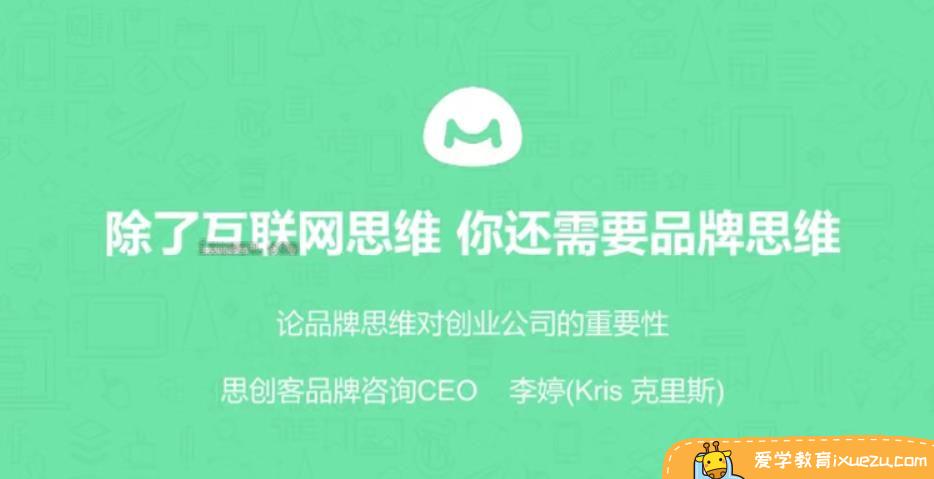 除了互联网思维 你还需要品牌思维
论品牌思维对创业公司的重要性
思创客品牌咨询CEO 李婷(Kris 克里斯)
爱学教育ixuezu.com